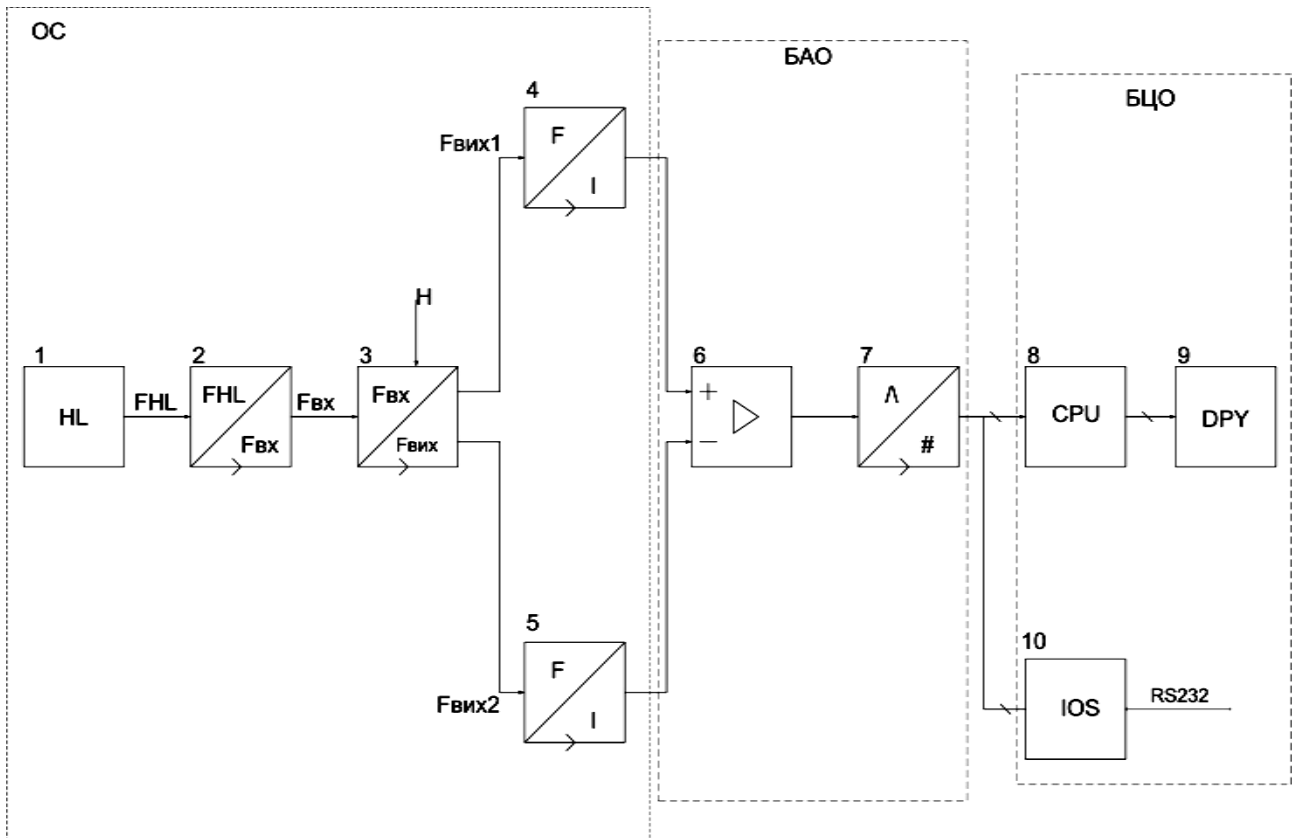 ОС
БАО
БЦО
4
F
I
Fвих1
H
1
HL
FHL
2
FHL
Fвх
Fвх
3
Fвх
Fвих
6
+
−
7
Λ
#
8
CPU
9
DPY
5
F
I
Fвих2
10
IOS
RS232